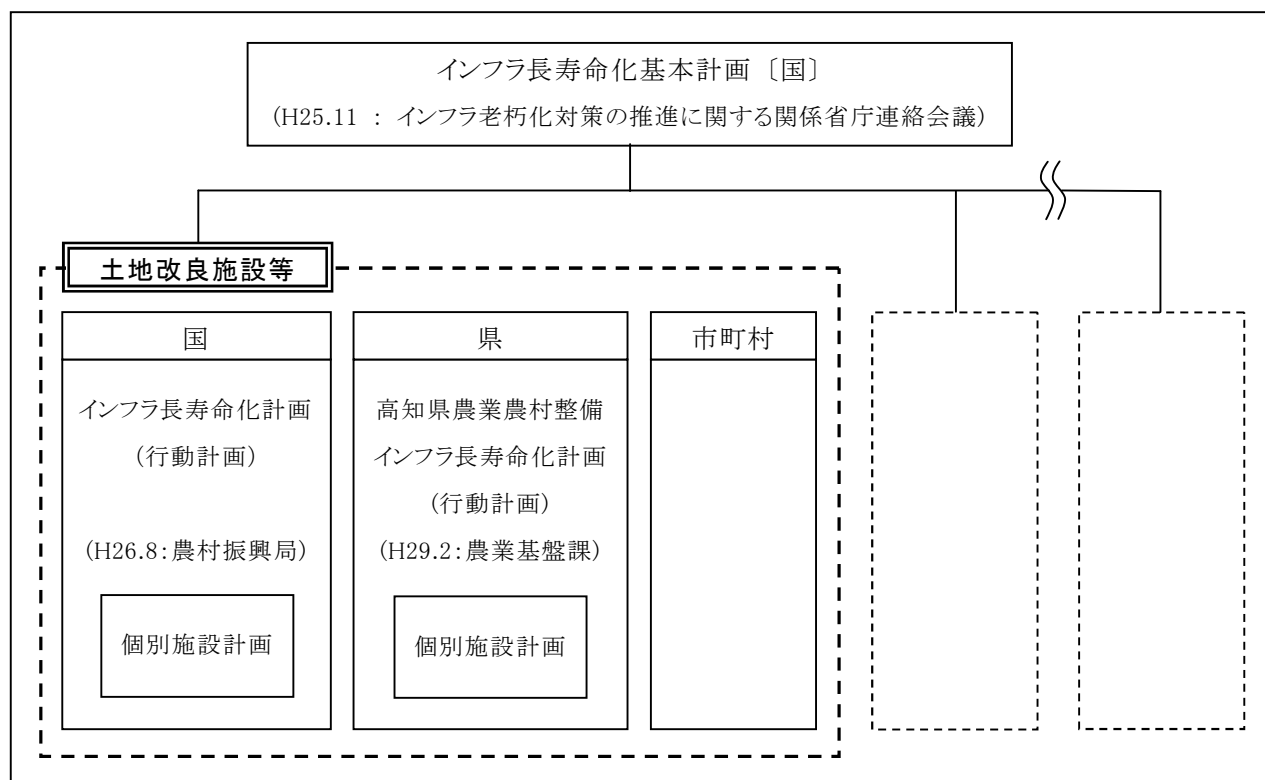 インフラ長寿命化基本計画〔国〕
(H25.11 : インフラ老朽化対策の推進に関する関係省庁連絡会議)
土地改良施設等
国
インフラ長寿命化計画
(行動計画)
(H26.8:農村振興局)
個別施設計画
県
高知県農業農村整備
インフラ長寿命化計画
(行動計画)
(H29.2:農業基盤課)
個別施設計画
市町村